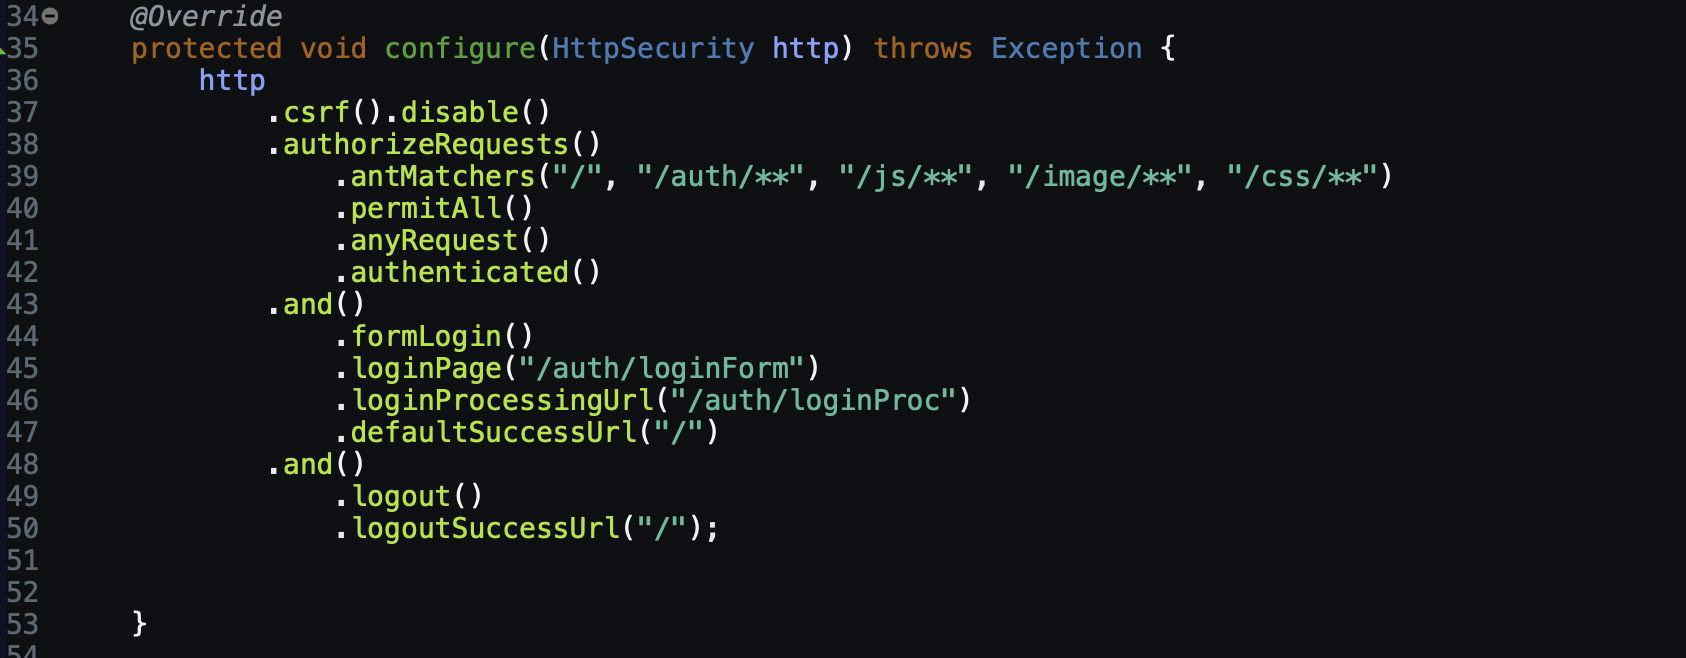 34 @Override
35 protected void configure(HttpSecurity http) throws Exception {
36 http
37 .csrf().disable()
38 .authorizeRequests()
39 .antMatchers("/", "/auth/**", "/js/**", "/image/**", "/css/**")
40 .permitAll()
41 .anyRequest()
42 .authenticated()
43 .and()
44 .formLogin()
45 .loginPage("/auth/loginForm")
46 .loginProcessingUrl("/auth/loginProc")
47 .defaultSuccessUrl("/")
48 .and()
49 .logout()
50 .logoutSuccessUrl("/");
51
52
53 }
54